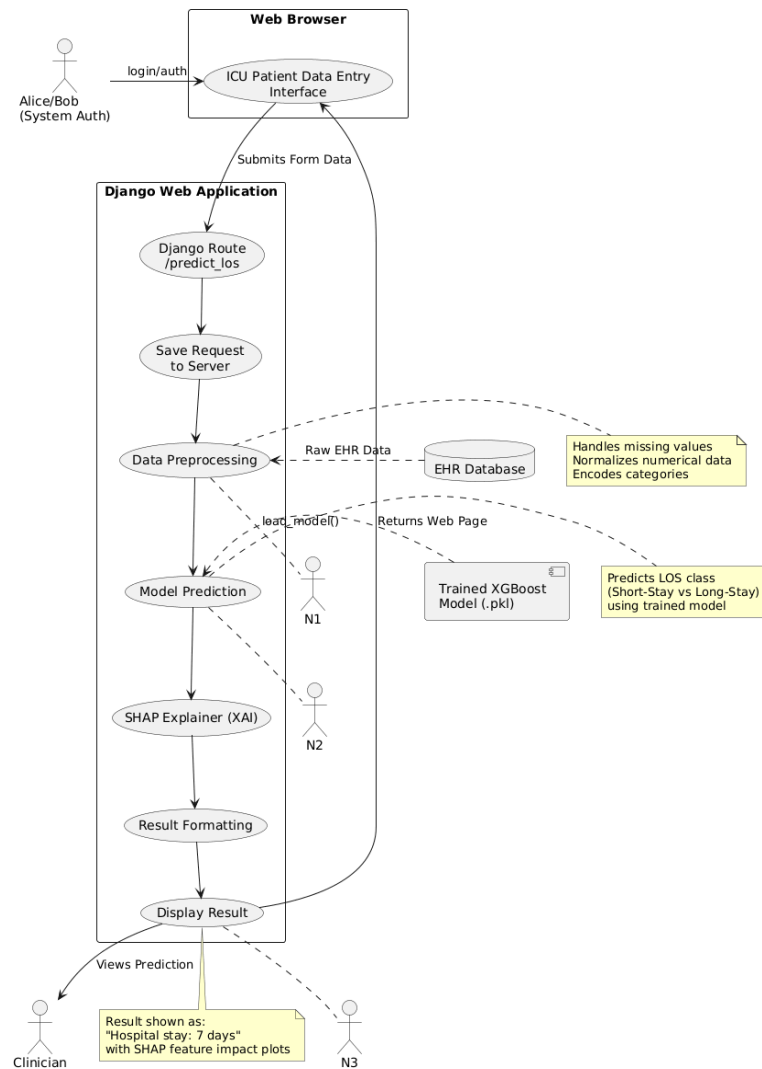 Web Browser
Alice/Bob
(System Auth)
login/auth
ICU Patient Data Entry
Interface
Submits Form Data
Django Web Application
Django Route
/predict_los
Save Request
to Server
Data Preprocessing
Raw EHR Data
EHR Database
Handles missing values
Normalizes numerical data
Encodes categories
load_model()
Returns Web Page
Model Prediction
N1
Trained XGBoost
Model (.pkl)
Predicts LOS class
(Short-Stay vs Long-Stay)
using trained model
SHAP Explainer (XAI)
N2
Result Formatting
Display Result
Views Prediction
Clinician
Result shown as:
"Hospital stay: 7 days"
with SHAP feature impact plots
N3